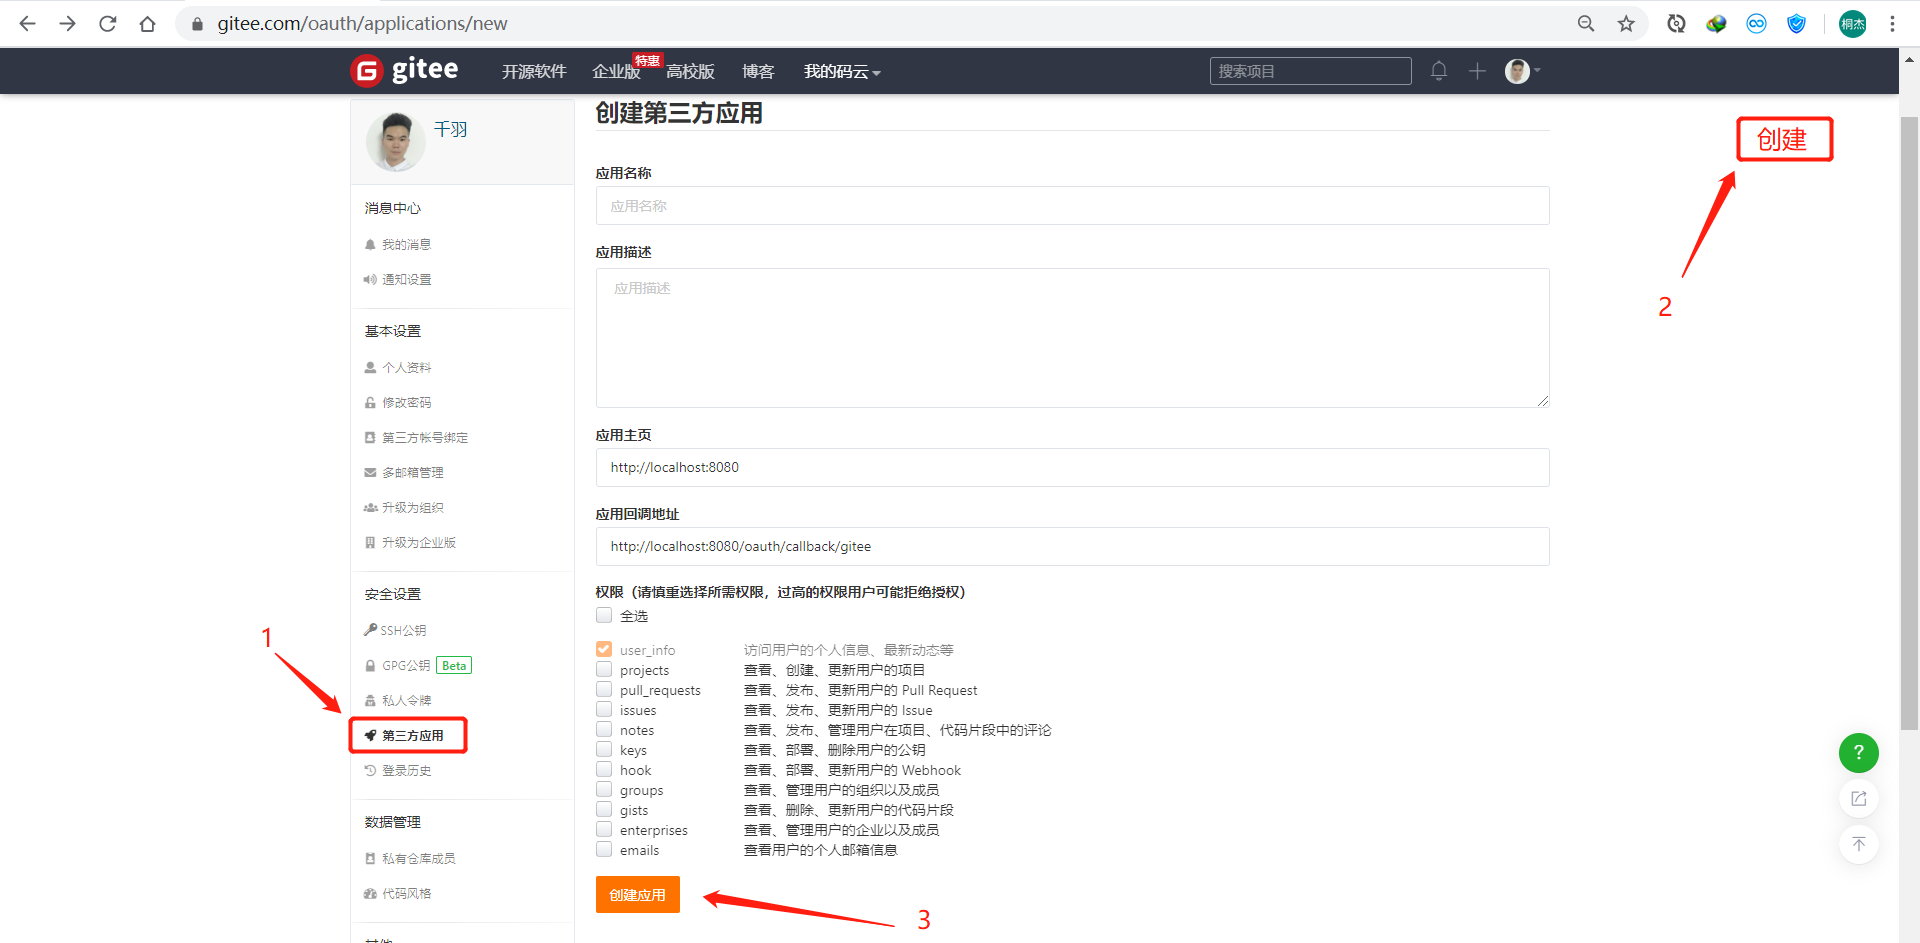 gitee.com/oauth/applications/new
桐杰
gitee
开源软件
企业版
特惠
高校版
博客
我的码云
搜索项目
千羽
消息中心
我的消息
通知设置
基本设置
个人资料
修改密码
第三方帐号绑定
多邮箱管理
升级为组织
升级为企业版
安全设置
SSH公钥
GPG公钥 Beta
私人令牌
第三方应用
登录历史
数据管理
私有仓库成员
代码风格
其他
创建第三方应用
应用名称
应用名称
应用描述
应用描述
应用主页
http://localhost:8080
应用回调地址
http://localhost:8080/oauth/callback/gitee
权限（请慎重选择所需权限，过高的权限用户可能拒绝授权）
全选
user_info 访问用户的个人信息、最新动态等
projects 查看、创建、更新用户的项目
pull_requests 查看、发布、更新用户的 Pull Request
issues 查看、发布、更新用户的 Issue
notes 查看、发布、管理用户在项目、代码片段中的评论
keys 查看、部署、删除用户的公钥
hook 查看、部署、更新用户的 Webhook
groups 查看、管理用户的组织以及成员
gists 查看、删除、更新用户的代码片段
enterprises 查看、管理用户的企业以及成员
emails 查看用户的个人邮箱信息
创建应用
创建
1
2
3
?